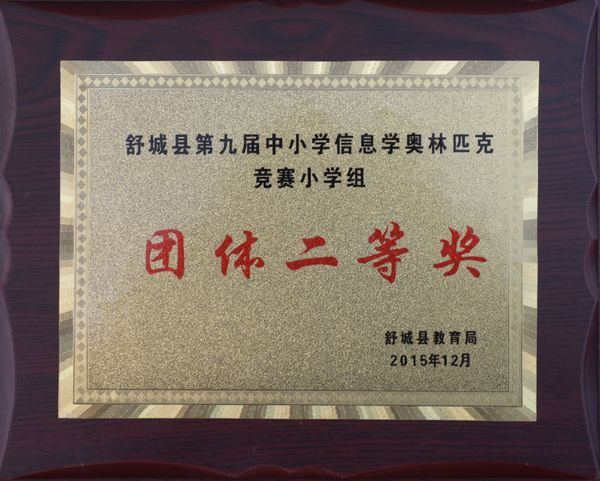 舒城县第九届中小学信息学奥林匹克
竞赛小学组
团体二等奖
舒城县教育局
2015年12月